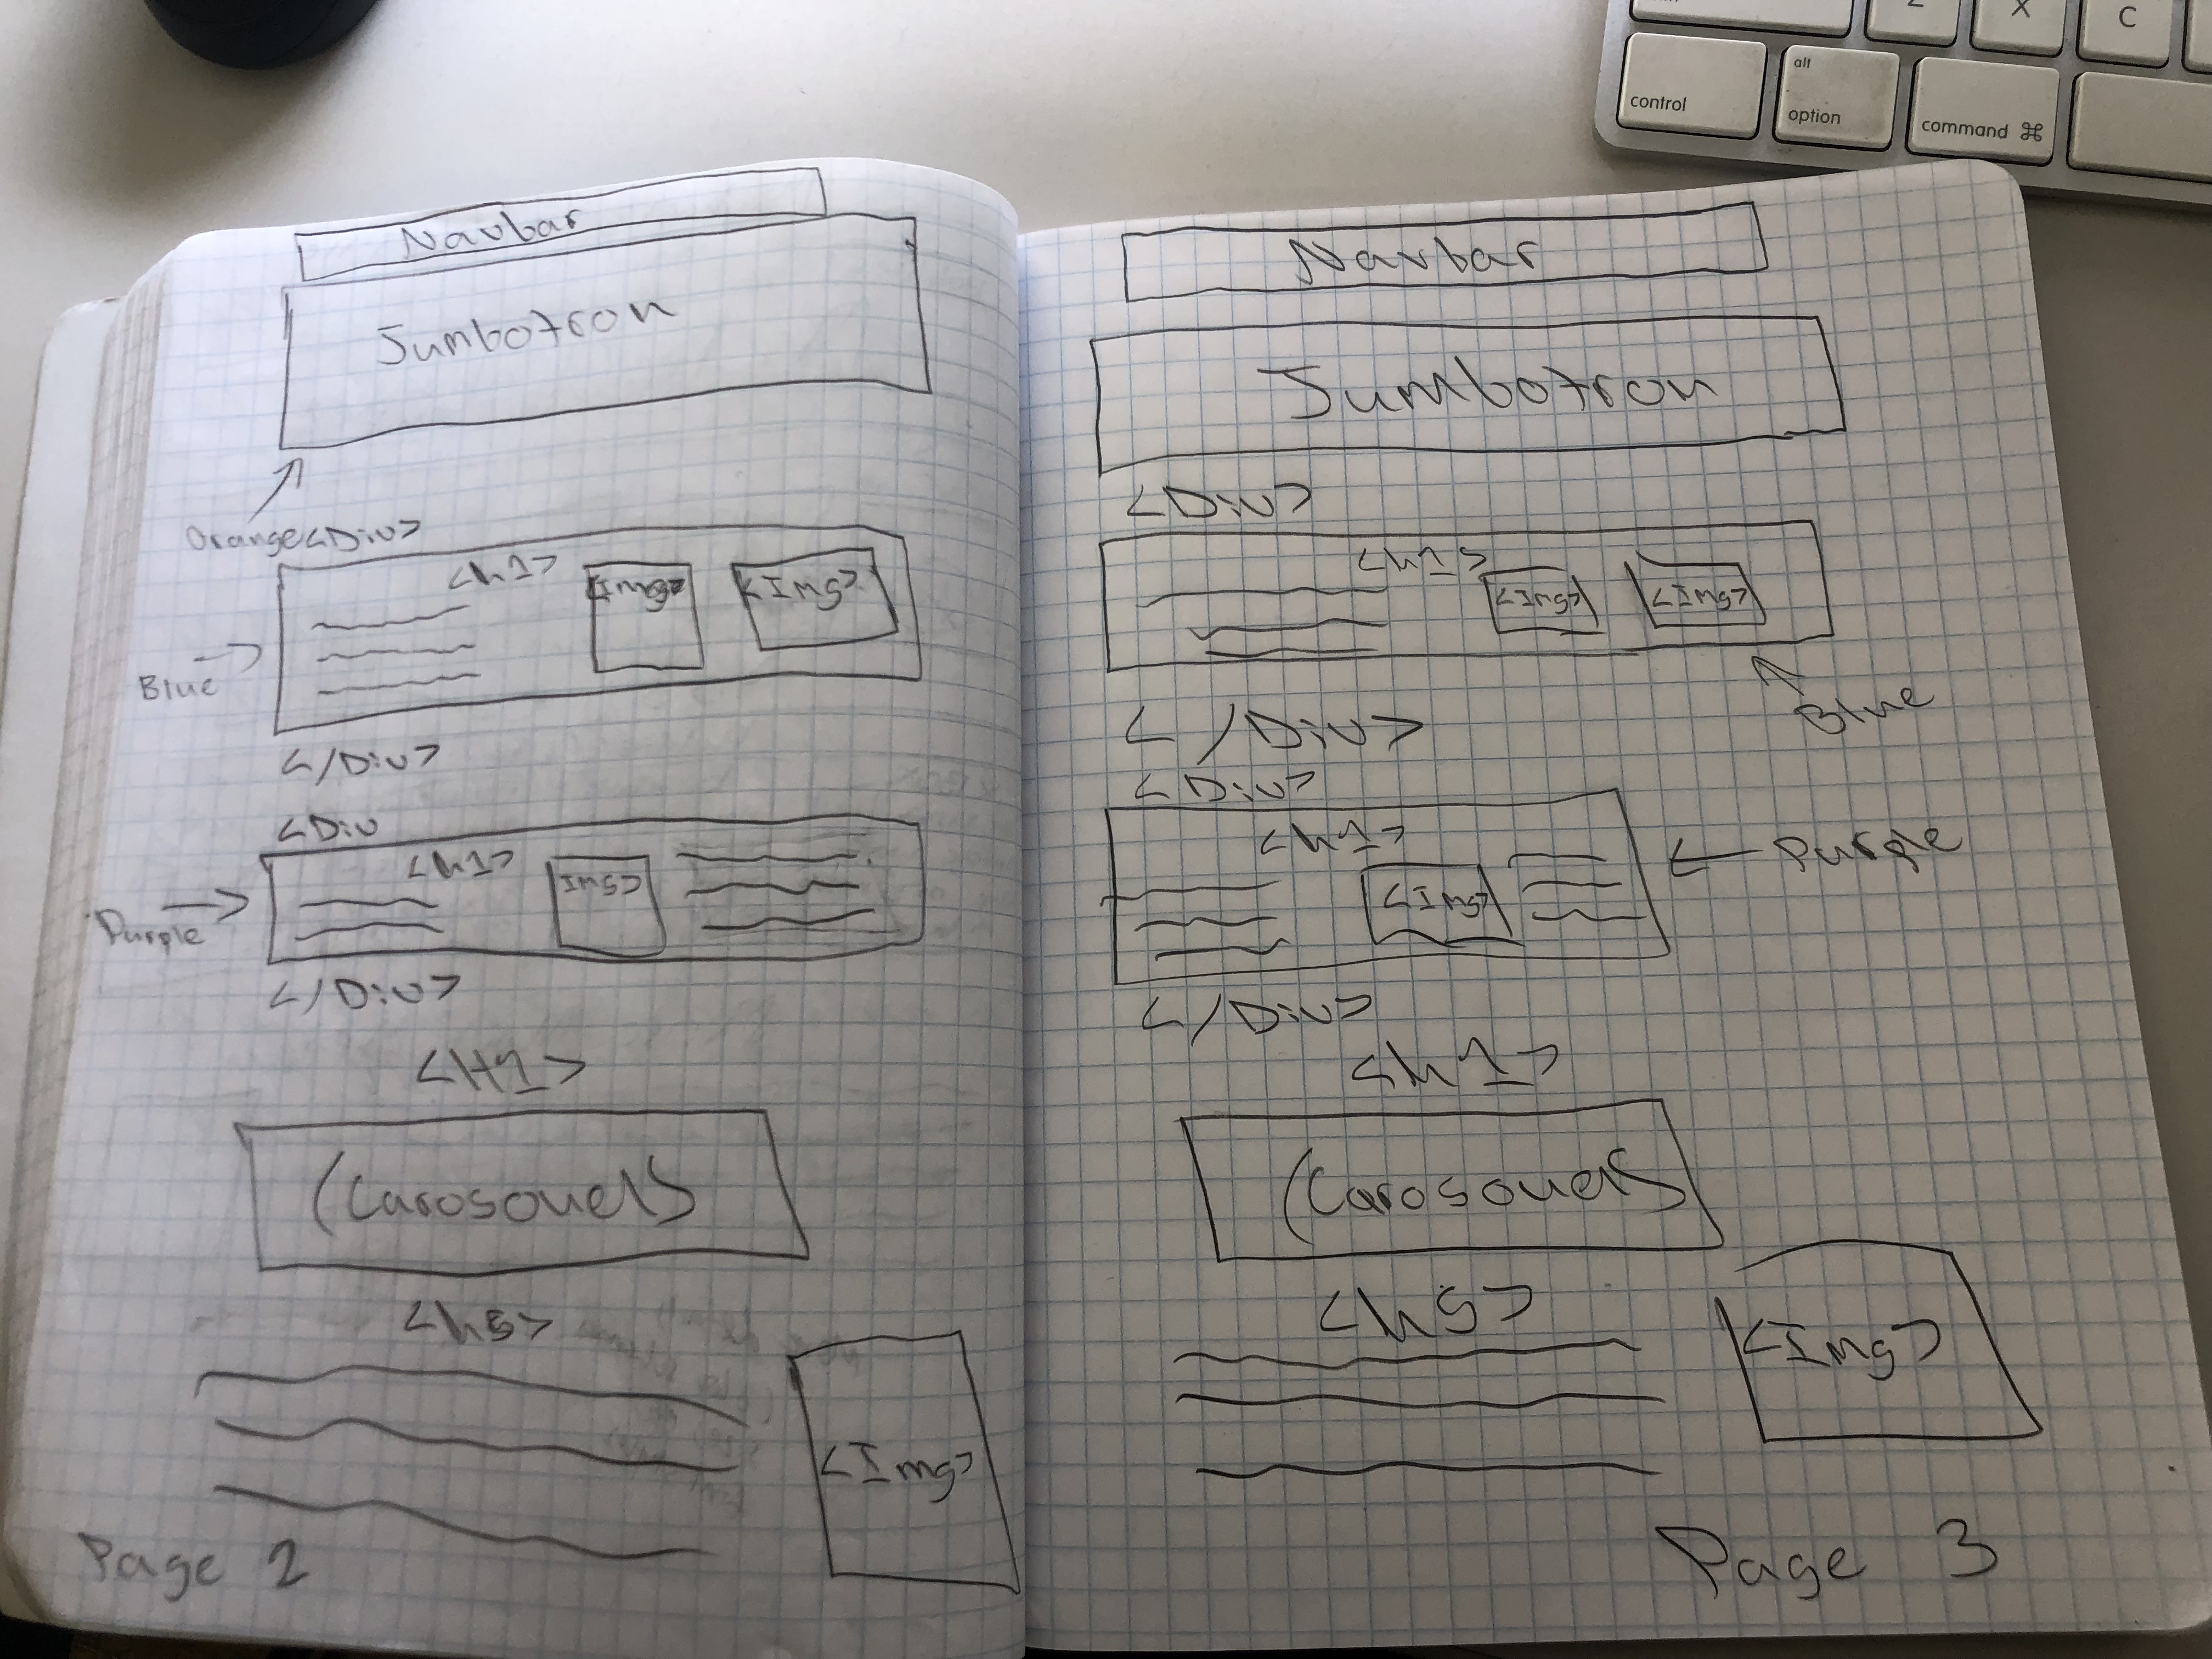 Z
X
C
control
alt
option
command ⌘
Navbar
Jumbotron
Orange <Div>
<h1>
<Img>
<Img>
Blue
</Div>
<Div
<h1>
Img>
Purple
</Div>
<H1>
(Carosouel)
<h5>
<Img>
Page 2
Navbar
Jumbotron
<Div>
<h1>
<Img>
<Img>
Blue
</Div>
<Div>
<h1>
<Img>
Purple
</Div>
<h1>
(Carosouel)
<h5>
<Img>
Page 3